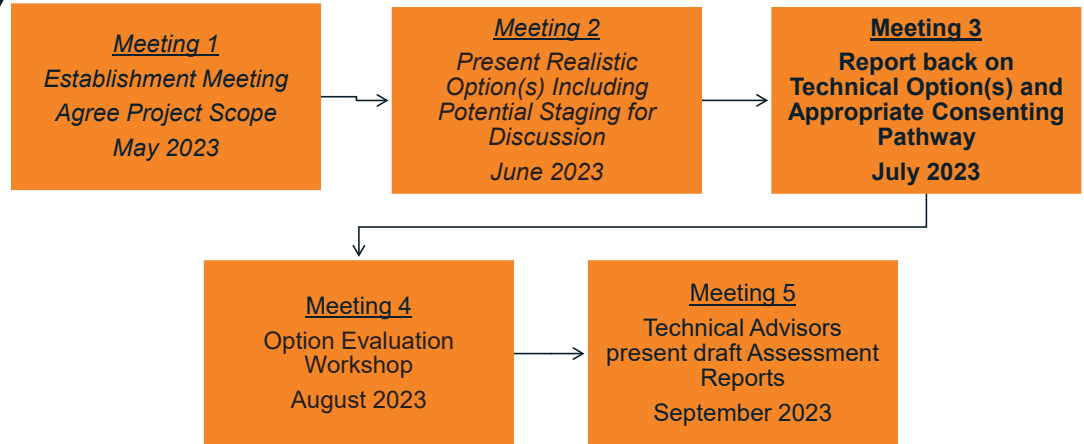 Meeting 1
Establishment Meeting
Agree Project Scope
May 2023
Meeting 2
Present Realistic
Option(s) Including
Potential Staging for
Discussion
June 2023
Meeting 3
Report back on
Technical Option(s) and
Appropriate Consenting
Pathway
July 2023
Meeting 4
Option Evaluation
Workshop
August 2023
Meeting 5
Technical Advisors
present draft Assessment
Reports
September 2023